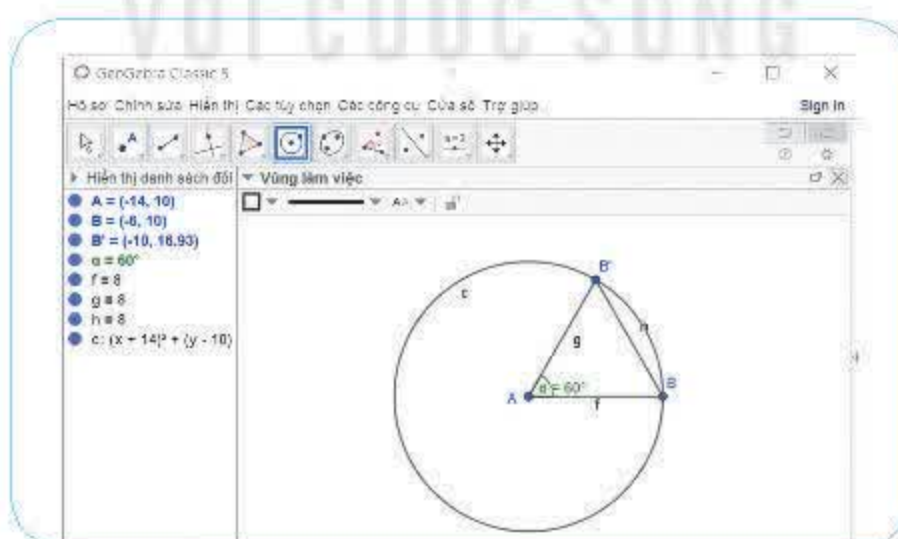 VỚI CUỘC SỐNG
GeoGebra Classic 5
Hồ sơ Chỉnh sửa Hiển thị Các tùy chọn Các công cụ Cửa sổ Trợ giúp
Sign in
A
a=2
Hiển thị danh sách đối
Vùng làm việc
A = (-14, 10)
B = (-6, 10)
B' = (-10, 16.93)
α = 60°
f = 8
g = 8
h = 8
c: (x + 14)² + (y - 10)
c
B'
h
g
A
α = 60°
f
B